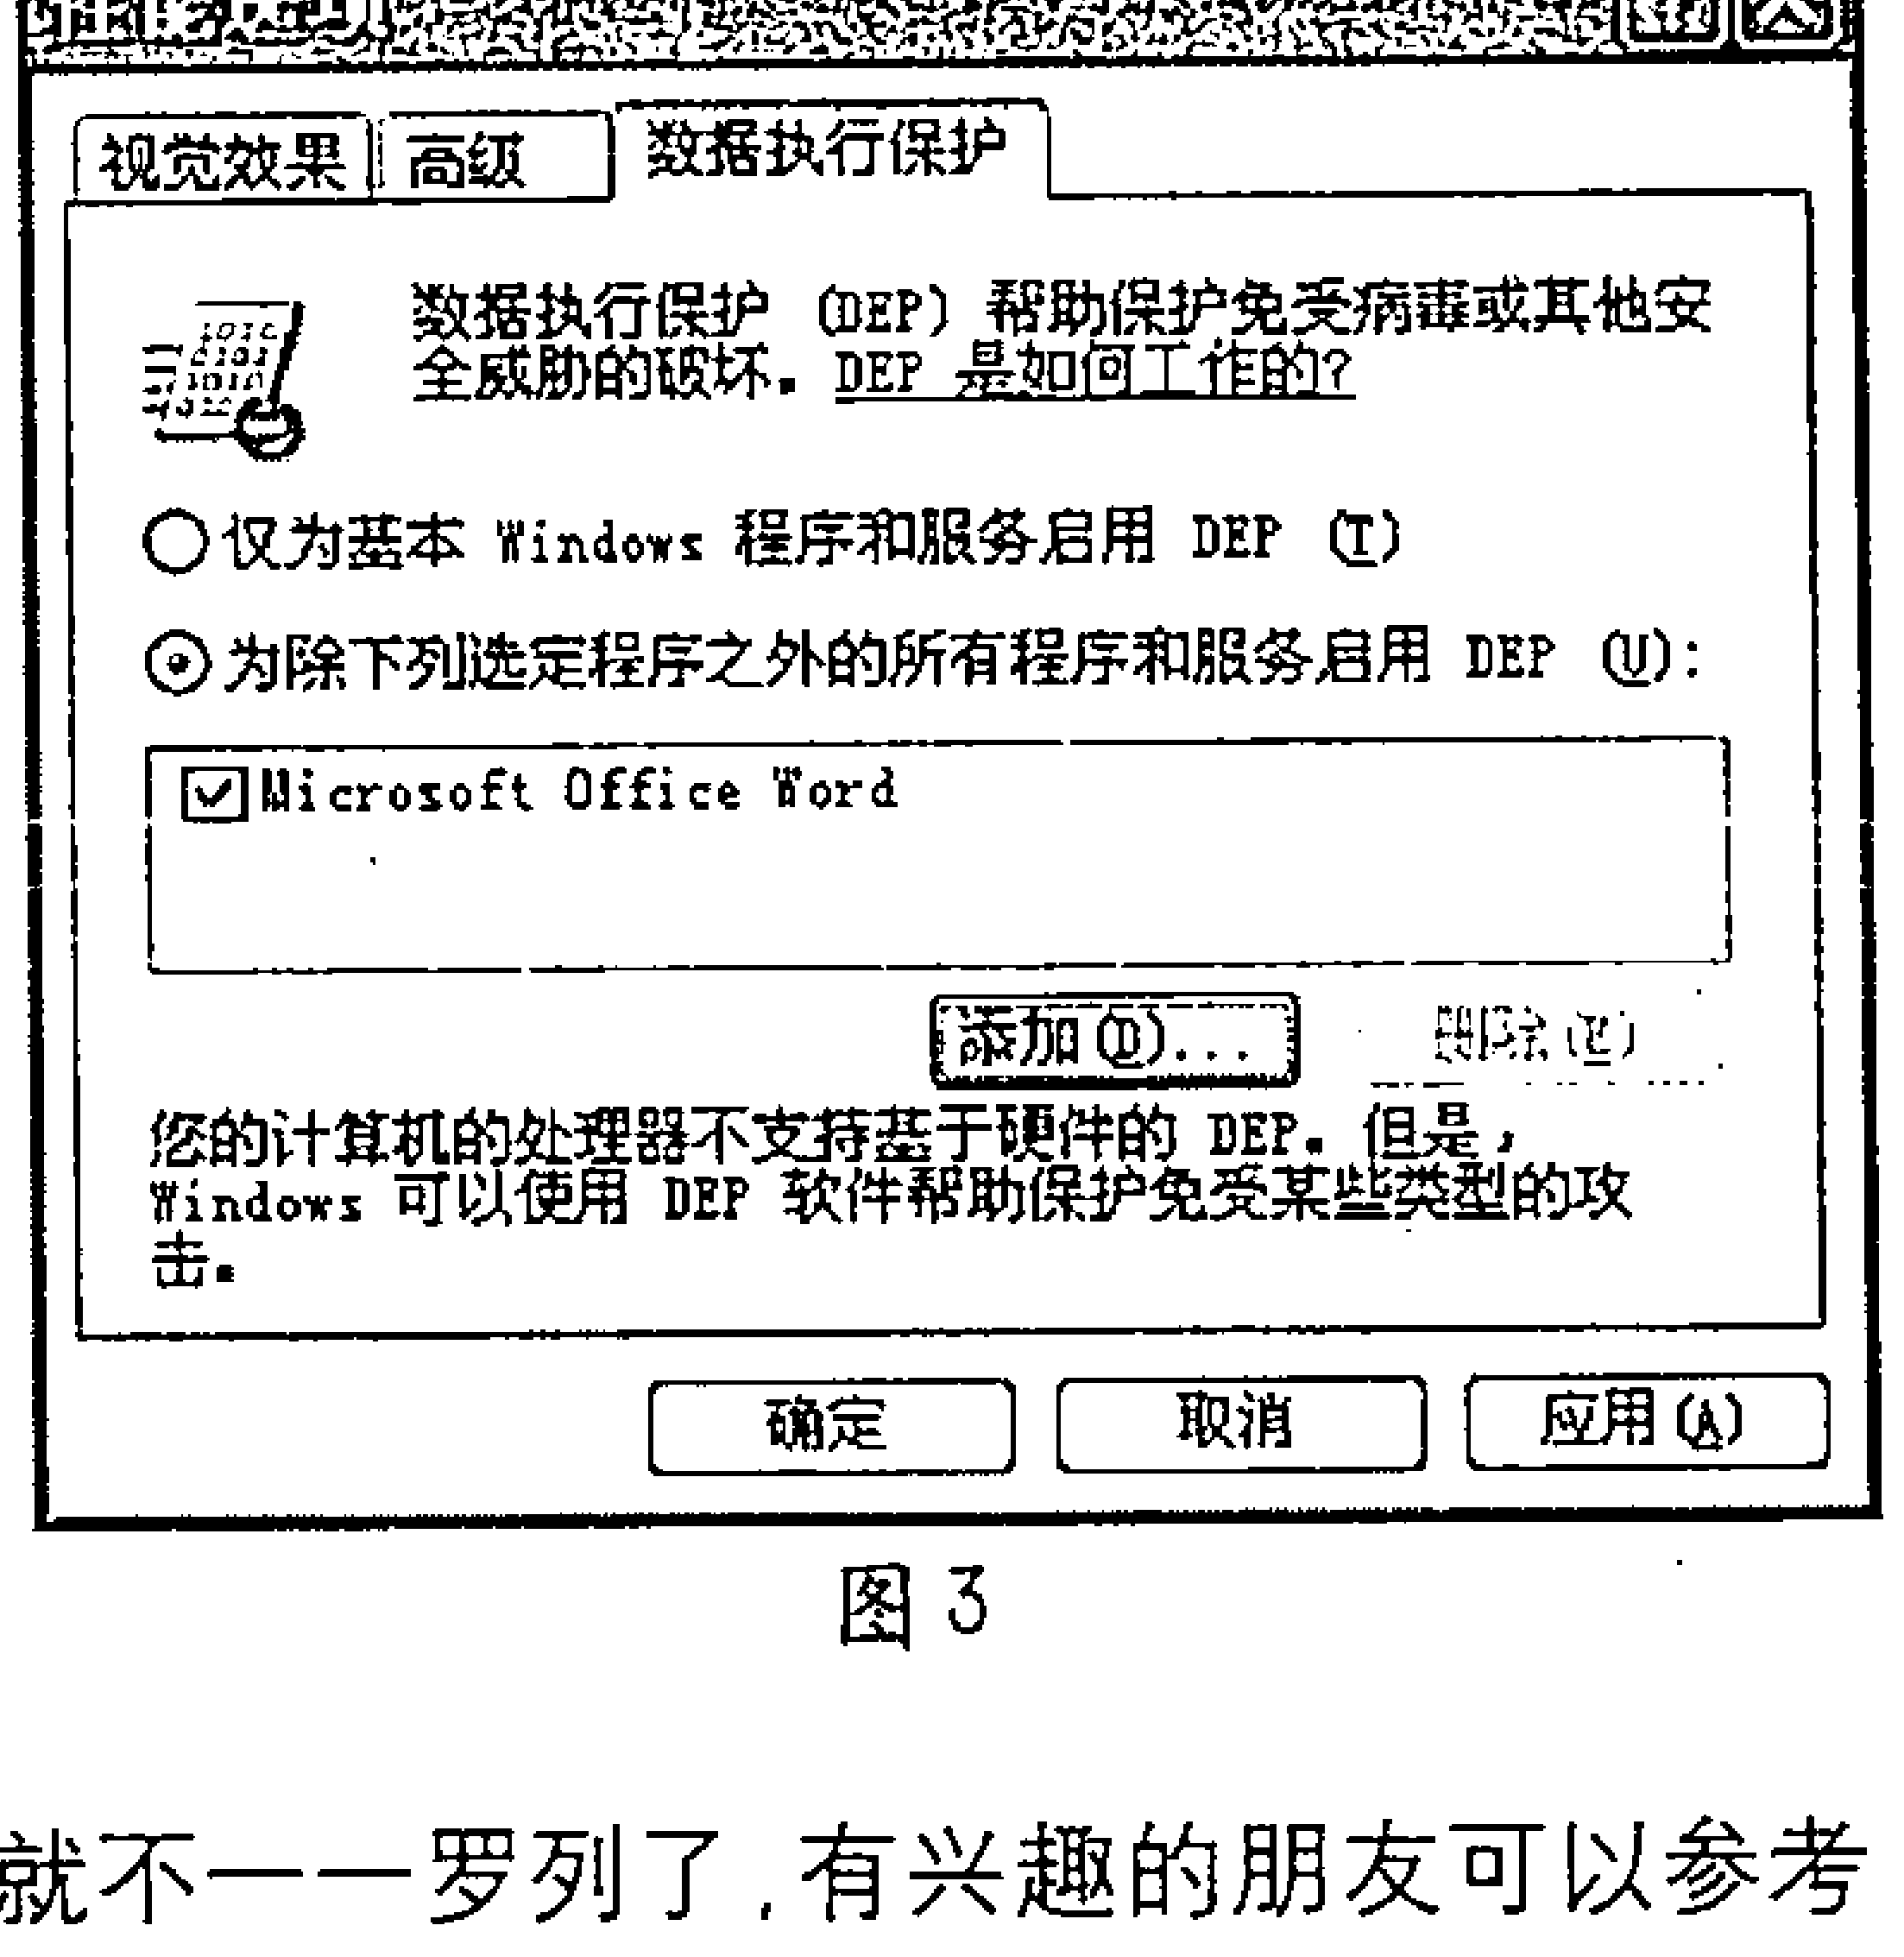 性能选项
视觉效果 高级 数据执行保护
数据执行保护 (DEP) 帮助保护免受病毒或其他安
全威胁的破坏。DEP 是如何工作的?
仅为基本 Windows 程序和服务启用 DEP (T)
为除下列选定程序之外的所有程序和服务启用 DEP (U):
Microsoft Office Word
添加(D)... 删除(R)
您的计算机的处理器不支持基于硬件的 DEP。但是,
Windows 可以使用 DEP 软件帮助保护免受某些类型的攻
击。
确定 取消 应用(A)
图 3
就不一一罗列了,有兴趣的朋友可以参考